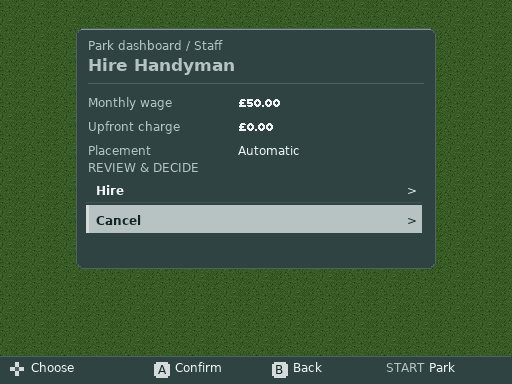 Park dashboard / Staff
Hire Handyman
Monthly wage £50.00
Upfront charge £0.00
Placement Automatic
REVIEW & DECIDE
Hire >
Cancel >
Choose A Confirm B Back START Park